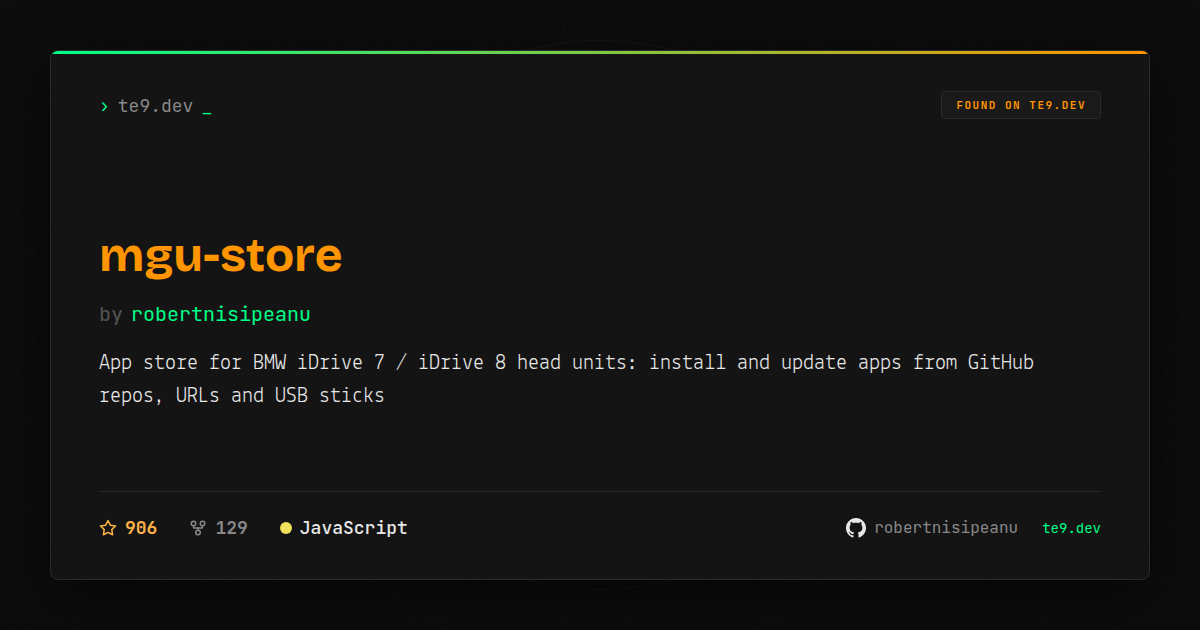 › te9.dev _
FOUND ON TE9.DEV
mgu-store
by robertnisipeanu
App store for BMW iDrive 7 / iDrive 8 head units: install and update apps from GitHub
repos, URLs and USB sticks
906 129 JavaScript
robertnisipeanu te9.dev